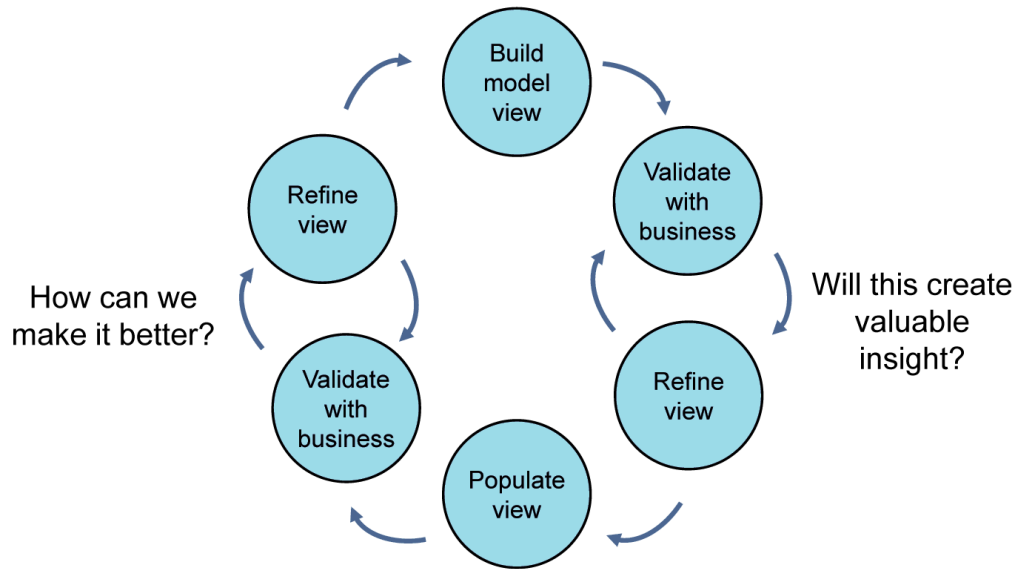 Build
model
view
Validate
with
business
Will this create
valuable
insight?
Refine
view
Populate
view
Validate
with
business
How can we
make it better?
Refine
view